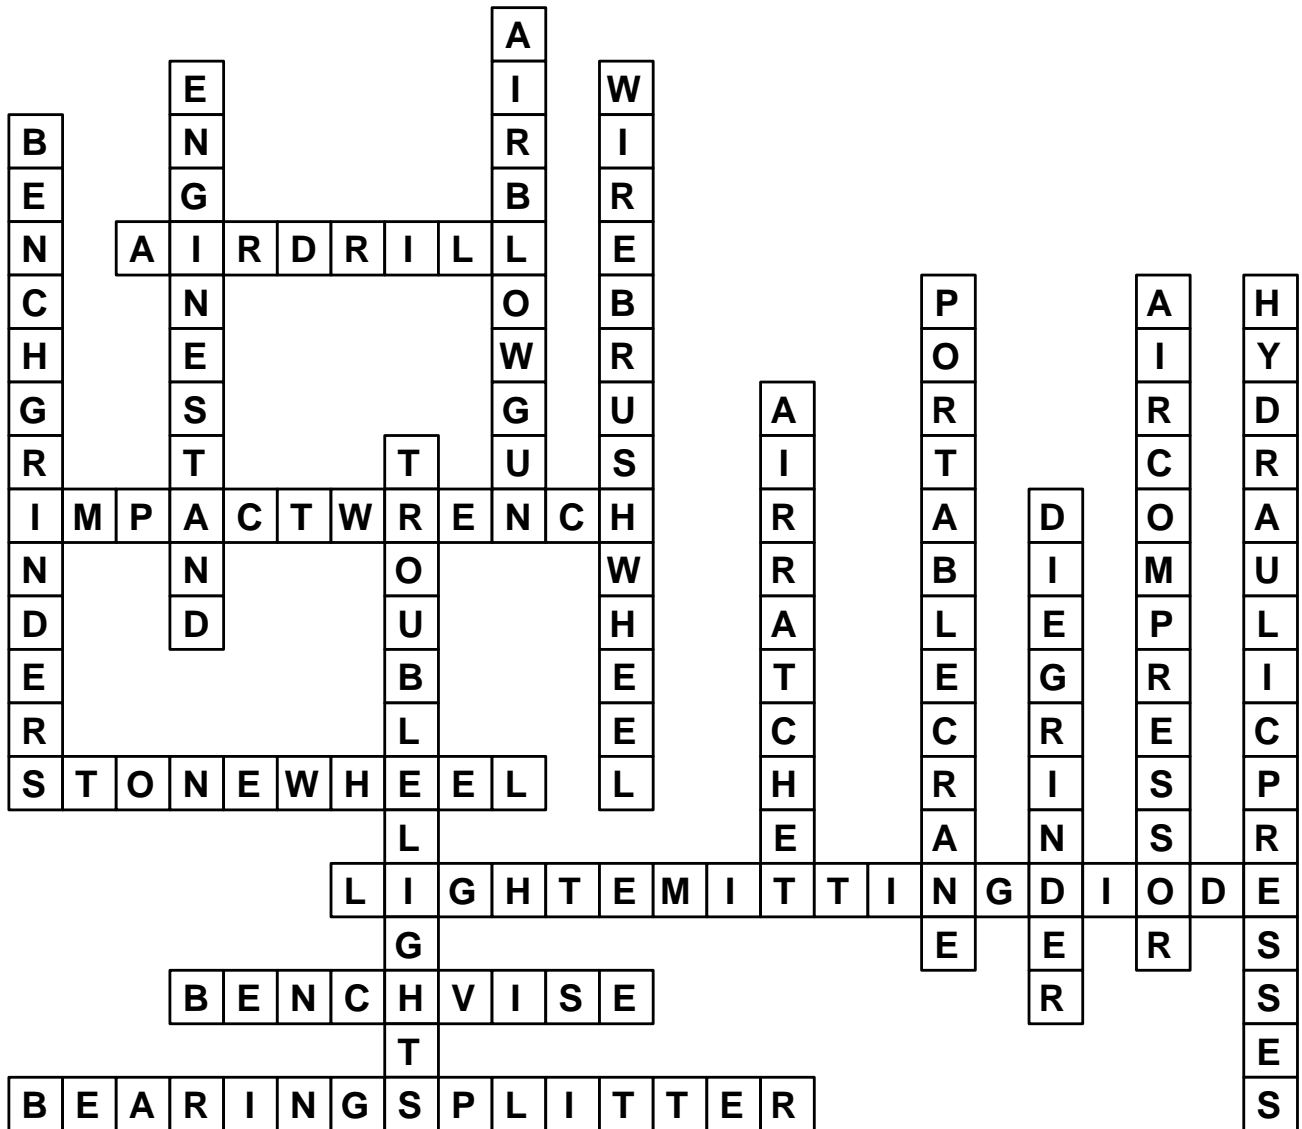 AIRBLOWGUN
ENGINESTAND
WIREBRUSHWHEEL
BENCHGRINDERS
AIRDRILL
PORTABLECRANE
AIRCOMPRESSOR
HYDRAULICPRESSES
AIRRATCHET
TROUBLELIGHTS
IMPACTWRENCH
DIEGRINDER
STONEWHEEL
LIGHTEMITTINGDIODE
BENCHVISE
BEARINGSPLITTER